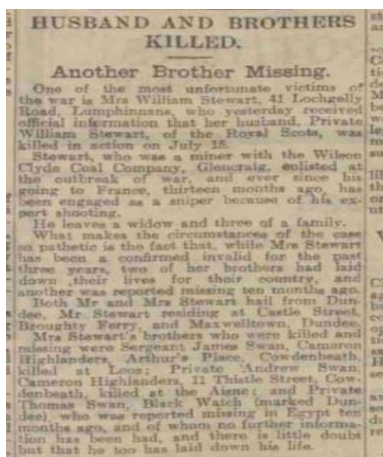 HUSBAND AND BROTHERS
KILLED.
Another Brother Missing.
One of the most unfortunate victims of
the war is Mrs William Stewart, 41 Lochgelly
Road, Lumphinnans, who yesterday received
official information that her husband, Private
William Stewart, of the Royal Scots, was
killed in action on July 15.
Stewart, who was a miner with the Wilson
Clyde Coal Company, Glencraig, enlisted at
the outbreak of war, and ever since his
going to France, thirteen months ago, has
been engaged as a sniper because of his ex-
pert shooting.
He leaves a widow and three of a family.
What makes the circumstances of the case
so pathetic is the fact that, while Mrs Stewart
has been a confirmed invalid for the past
three years, two of her brothers had laid
down their lives for their country, and
another was reported missing ten months ago.
Both Mr and Mrs Stewart hail from Dun-
dee, Mr Stewart residing at Castle Street,
Broughty Ferry, and Maxwelltown, Dundee.
Mrs Stewart's brothers who were killed and
missing were Sergeant James Swan, Cameron
Highlanders, Arthur's Place, Cowdenbeath,
killed at Loos; Private Andrew Swan,
Cameron Highlanders, 11 Thistle Street, Cow-
denbeath, killed at the Aisne; and Private
Thomas Swan, Black Watch (marked Dun-
dee) who was reported missing in Egypt ten
months ago, and of whom no further informa-
tion has been had, and there is little doubt
but that he too has laid down his life.